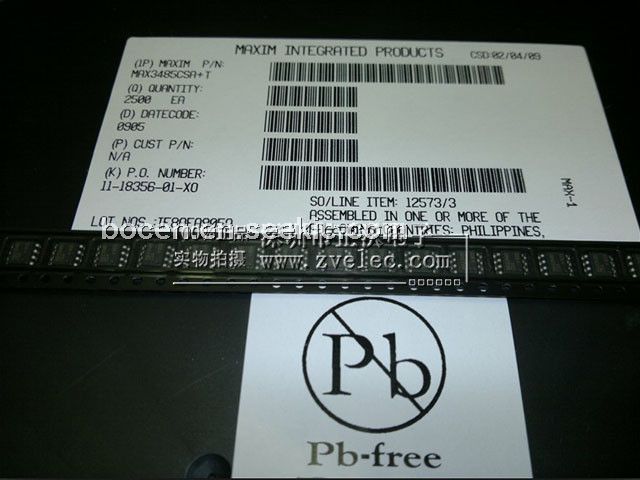 MAXIM INTEGRATED PRODUCTS
CSD:02/04/09
(1P) MAXIM P/N:
MAX3485CSA+T
(Q) QUANTITY:
2500 EA
(D) DATECODE:
0905
(P) CUST P/N:
N/A
(K) P.O. NUMBER:
11-18356-01-XO
MAX-1
SO/LINE ITEM: 12573/3
ASSEMBLED IN ONE OR MORE OF THE
PHILIPPINES,
LOT NOS
实物拍摄 www.zvelec.com
Pb
Pb-free